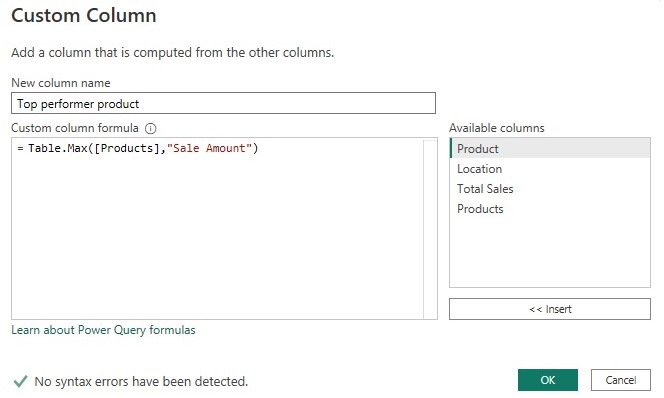 Custom Column
Add a column that is computed from the other columns.
New column name
Top performer product
Custom column formula
= Table.Max([Products],"Sale Amount")
Available columns
Product
Location
Total Sales
Products
<< Insert
Learn about Power Query formulas
No syntax errors have been detected.
OK
Cancel